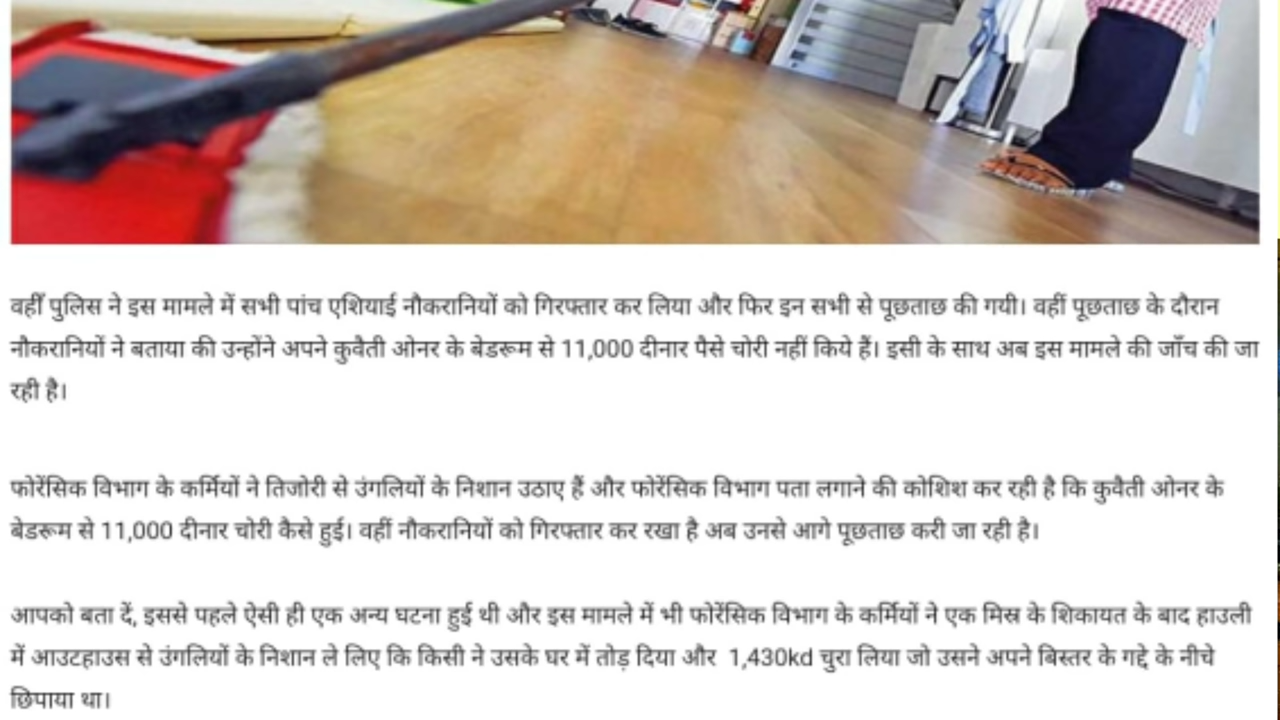 वहीँ पुलिस ने इस मामले में सभी पांच एशियाई नौकरानियों को गिरफ्तार कर लिया और फिर इन सभी से पूछताछ की गयी। वहीं पूछताछ के दौरान
नौकरानियों ने बताया की उन्होंने अपने कुवैती ओनर के बेडरूम से 11,000 दीनार पैसे चोरी नहीं किये हैं। इसी के साथ अब इस मामले की जाँच की जा
रही है।
फोरेंसिक विभाग के कर्मियों ने तिजोरी से उंगलियों के निशान उठाए हैं और फोरेंसिक विभाग पता लगाने की कोशिश कर रही है कि कुवैती ओनर के
बेडरूम से 11,000 दीनार चोरी कैसे हुई। वहीं नौकरानियों को गिरफ्तार कर रखा है अब उनसे आगे पूछताछ करी जा रही है।
आपको बता दें, इससे पहले ऐसी ही एक अन्य घटना हुई थी और इस मामले में भी फोरेंसिक विभाग के कर्मियों ने एक मिस्र के शिकायत के बाद हाउली
में आउटहाउस से उंगलियों के निशान ले लिए कि किसी ने उसके घर में तोड़ दिया और 1,430kd चुरा लिया जो उसने अपने बिस्तर के गद्दे के नीचे
छिपाया था।